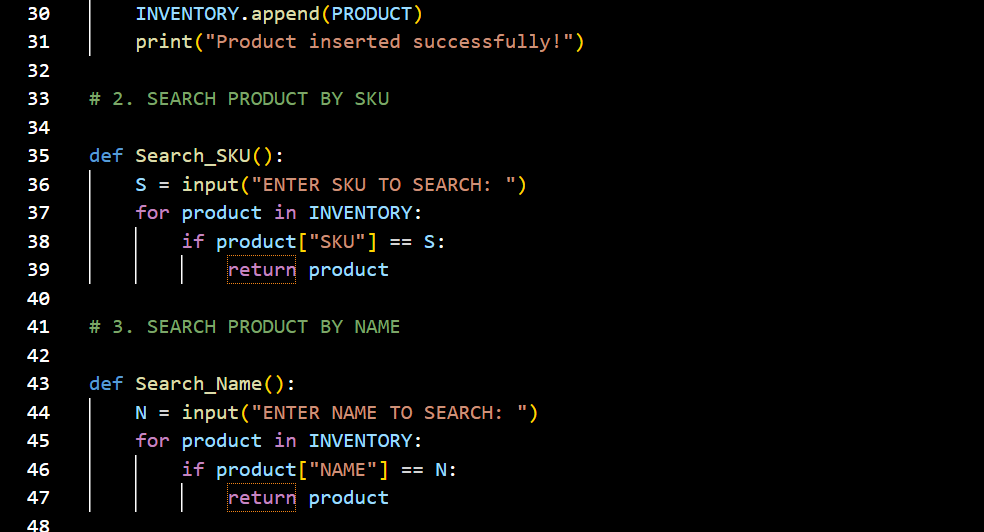 30 INVENTORY.append(PRODUCT)
31 print("Product inserted successfully!")
32
33 # 2. SEARCH PRODUCT BY SKU
34
35 def Search_SKU():
36 S = input("ENTER SKU TO SEARCH: ")
37 for product in INVENTORY:
38 if product["SKU"] == S:
39 return product
40
41 # 3. SEARCH PRODUCT BY NAME
42
43 def Search_Name():
44 N = input("ENTER NAME TO SEARCH: ")
45 for product in INVENTORY:
46 if product["NAME"] == N:
47 return product
48